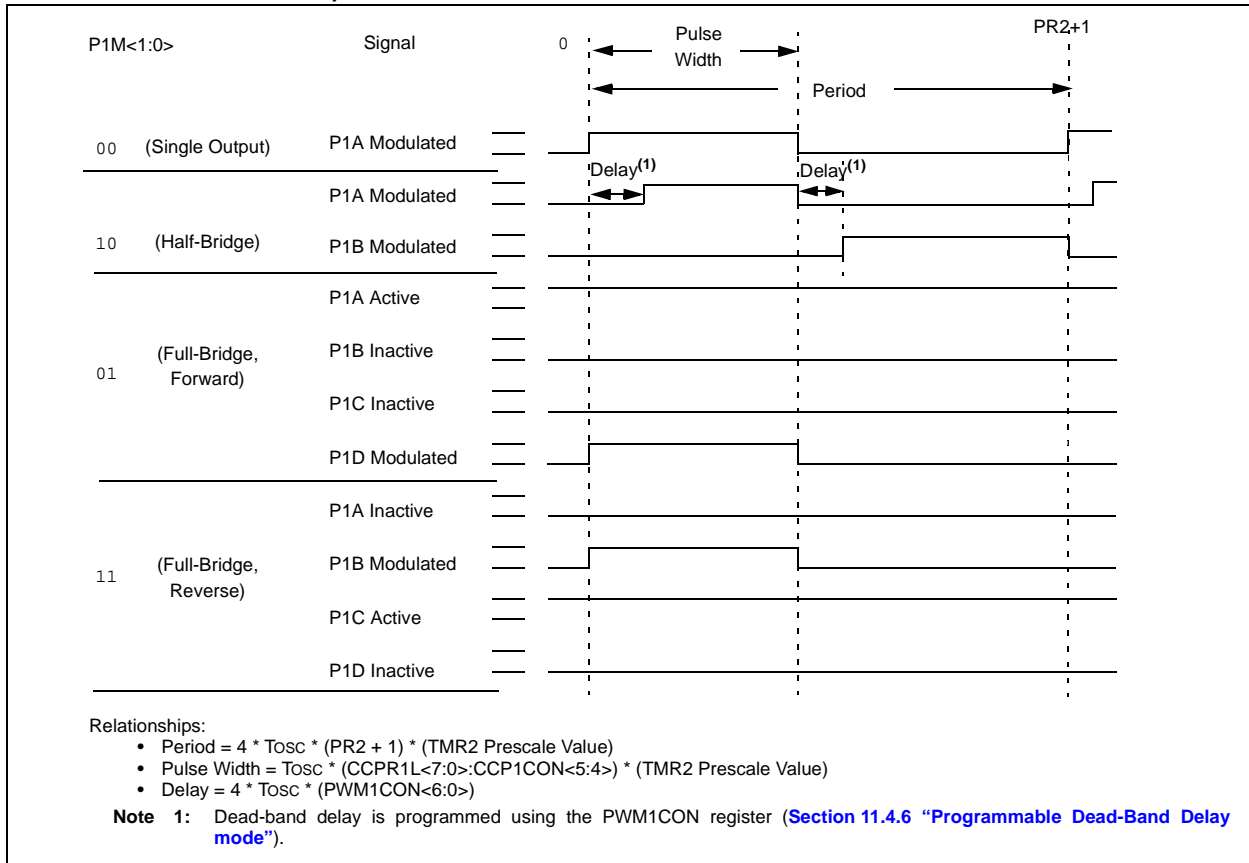 P1M<1:0> Signal 0 Pulse Width PR2+1
Period
00 (Single Output) P1A Modulated
Delay(1) Delay(1)
P1A Modulated
10 (Half-Bridge) P1B Modulated
P1A Active
P1B Inactive
01 (Full-Bridge, Forward)
P1C Inactive
P1D Modulated
P1A Inactive
P1B Modulated
11 (Full-Bridge, Reverse)
P1C Active
P1D Inactive
Relationships:
• Period = 4 * TOSC * (PR2 + 1) * (TMR2 Prescale Value)
• Pulse Width = TOSC * (CCPR1L<7:0>:CCP1CON<5:4>) * (TMR2 Prescale Value)
• Delay = 4 * TOSC * (PWM1CON<6:0>)
Note 1: Dead-band delay is programmed using the PWM1CON register (Section 11.4.6 “Programmable Dead-Band Delay
mode”).